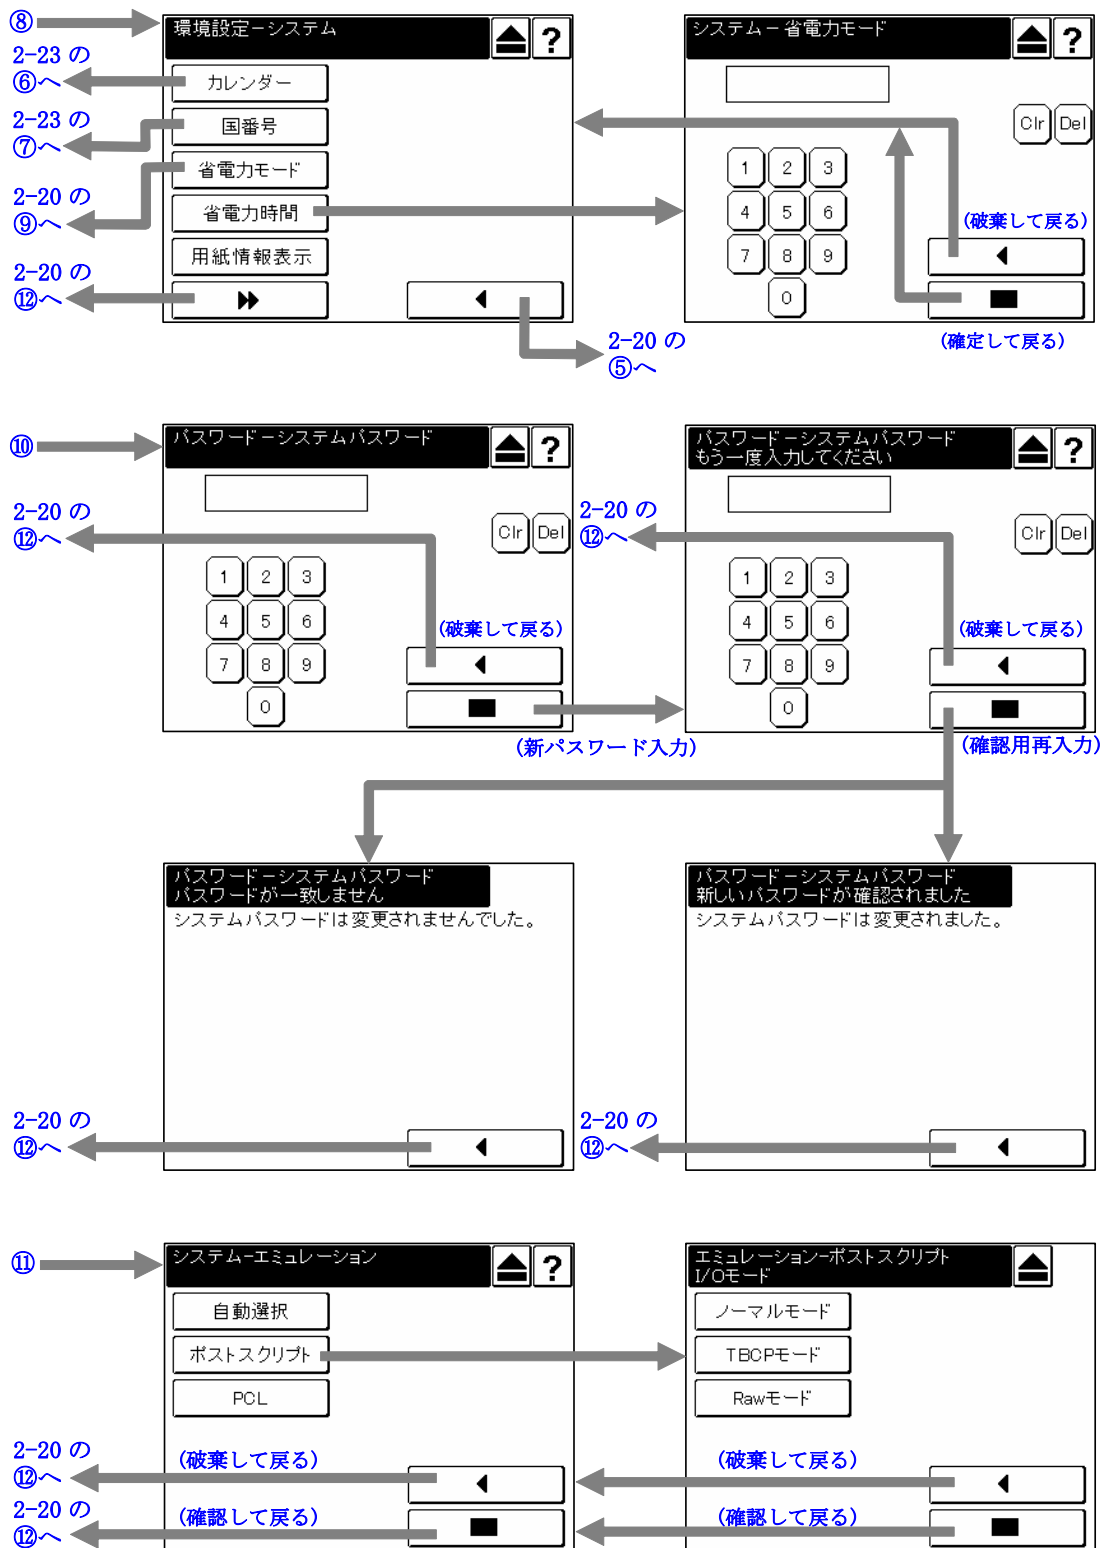 ⑧
環境設定-システム
?
システム-省電力モード
?
2-23 の
⑥へ
カレンダー
2-23 の
⑦へ
国番号
Clr Del
省電力モード
1 2 3
2-20 の
⑨へ
省電力時間
4 5 6
(破棄して戻る)
用紙情報表示
7 8 9
2-20 の
⑫へ
0
(確定して戻る)
2-20 の
⑤へ
⑩
パスワード-システムパスワード
?
パスワード-システムパスワード
もう一度入力してください
?
2-20 の
⑫へ
Clr Del
2-20 の
⑫へ
Clr Del
1 2 3
4 5 6
7 8 9
0
(破棄して戻る)
1 2 3
4 5 6
7 8 9
0
(破棄して戻る)
(新パスワード入力)
(確認用再入力)
パスワード-システムパスワード
パスワードが一致しません
システムパスワードは変更されませんでした。
パスワード-システムパスワード
新しいパスワードが確認されました
システムパスワードは変更されました。
2-20 の
⑫へ
2-20 の
⑫へ
⑪
システム-エミュレーション
?
エミュレーション-ポストスクリプト
I/Oモード
自動選択
ノーマルモード
ポストスクリプト
TBCPモード
PCL
Rawモード
2-20 の
⑫へ
(破棄して戻る)
(破棄して戻る)
2-20 の
⑫へ
(確認して戻る)
(確認して戻る)